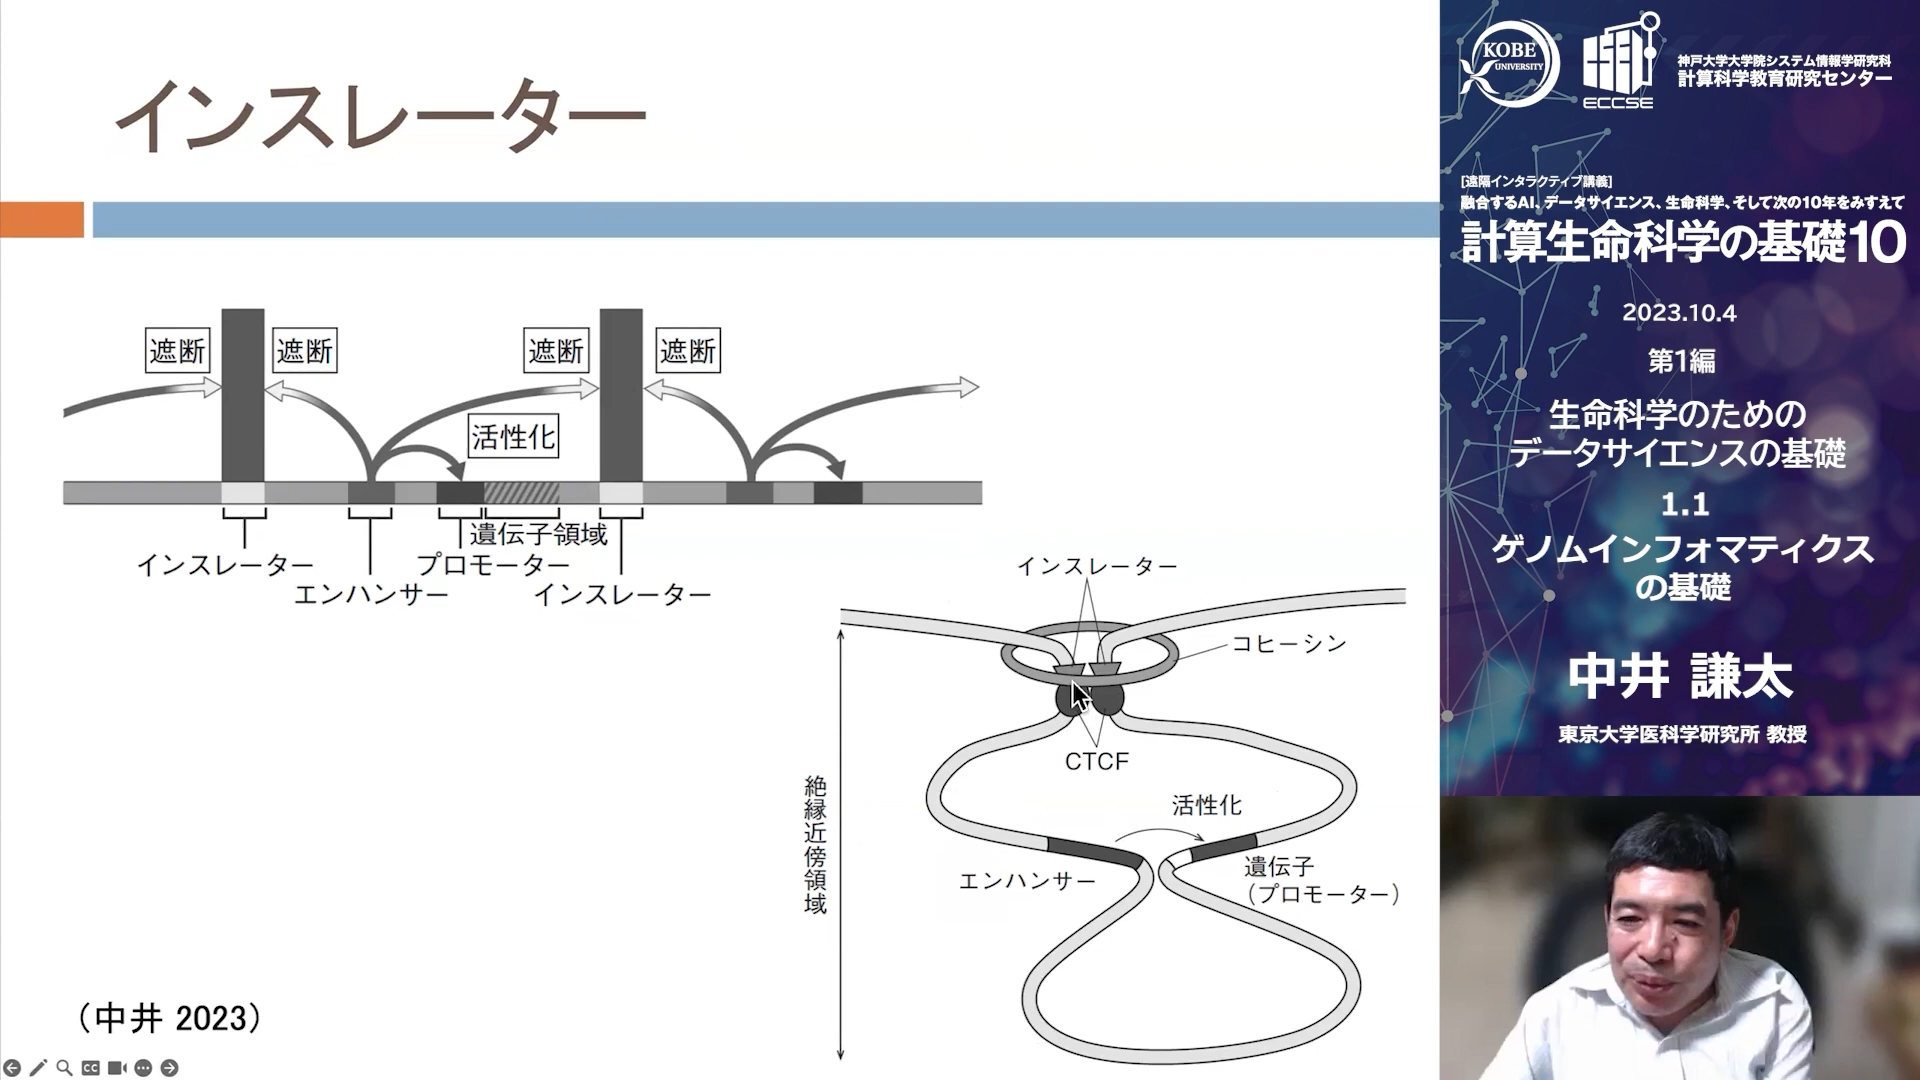 インスレーター
遮断
遮断
遮断
遮断
活性化
遺伝子領域
インスレーター
プロモーター
エンハンサー
インスレーター
インスレーター
コヒーシン
CTCF
絶縁近傍領域
活性化
エンハンサー
遺伝子
（プロモーター）
（中井 2023）
CC
KOBE
UNIVERSITY
ECCSE
神戸大学大学院システム情報学研究科
計算科学教育研究センター
[遠隔インタラクティブ講義]
融合するAI、データサイエンス、生命科学、そして次の10年をみすえて
計算生命科学の基礎10
2023.10.4
第1編
生命科学のための
データサイエンスの基礎
1.1
ゲノムインフォマティクス
の基礎
中井 謙太
東京大学医科学研究所 教授